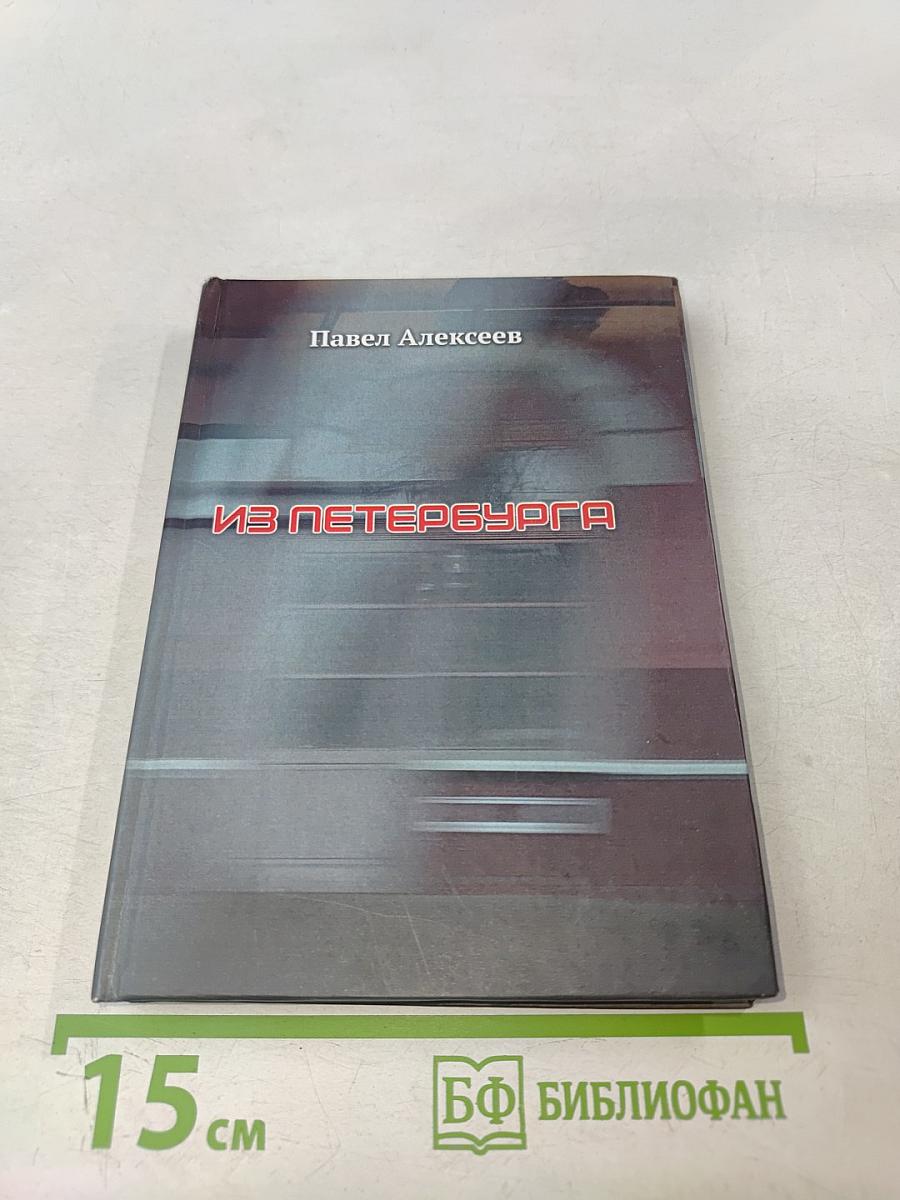 Павел Алексеев
ИЗ ПЕТЕРБУРГА
15 см
БФ БИБЛИОФАН